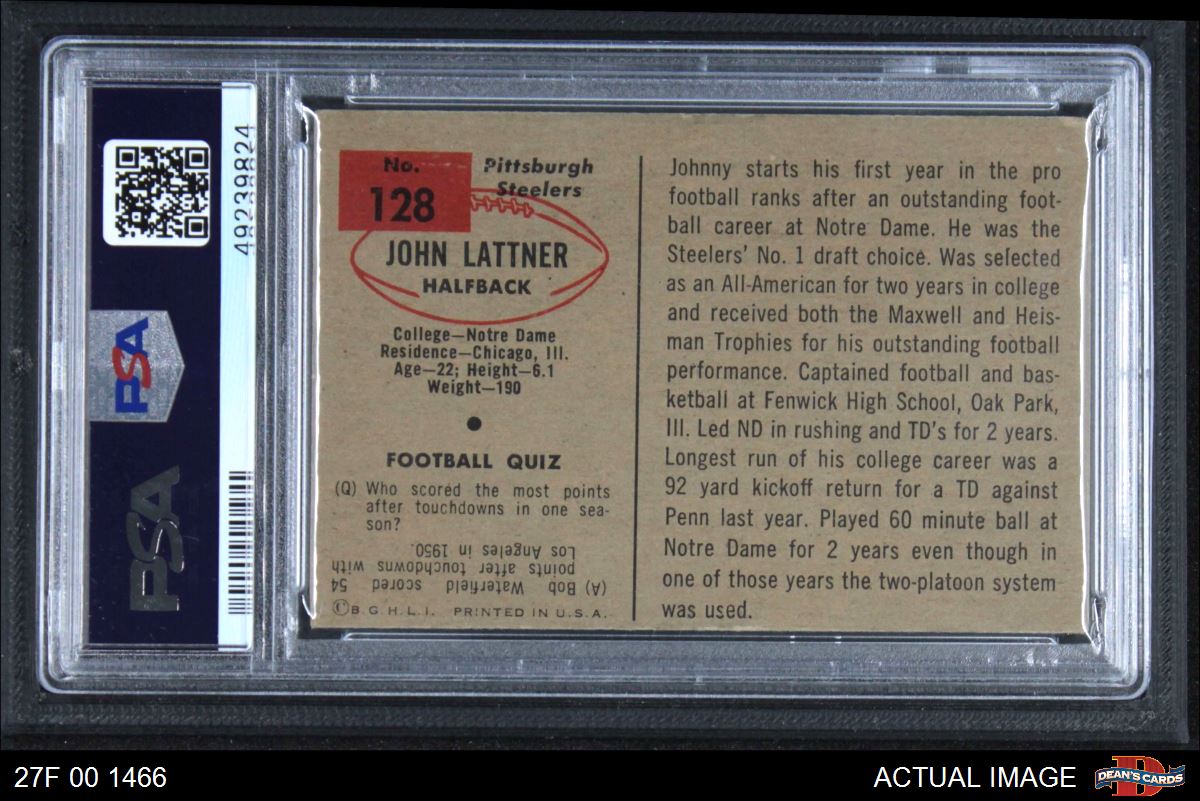 PSA
PSA
49239824
No.
128
Pittsburgh
Steelers
JOHN LATTNER
HALFBACK
College—Notre Dame
Residence—Chicago, Ill.
Age—22; Height—6.1
Weight—190
FOOTBALL QUIZ
(Q) Who scored the most points
after touchdowns in one sea-
son?
(A) Bob Waterfield scored 54
points after touchdowns with
Los Angeles in 1950.
©B.G.H.L.I. PRINTED IN U.S.A.
Johnny starts his first year in the pro
football ranks after an outstanding foot-
ball career at Notre Dame. He was the
Steelers' No. 1 draft choice. Was selected
as an All-American for two years in college
and received both the Maxwell and Heis-
man Trophies for his outstanding football
performance. Captained football and bas-
ketball at Fenwick High School, Oak Park,
Ill. Led ND in rushing and TD's for 2 years.
Longest run of his college career was a
92 yard kickoff return for a TD against
Penn last year. Played 60 minute ball at
Notre Dame for 2 years even though in
one of those years the two-platoon system
was used.
27F 00 1466
ACTUAL IMAGE
DEAN'S CARDS